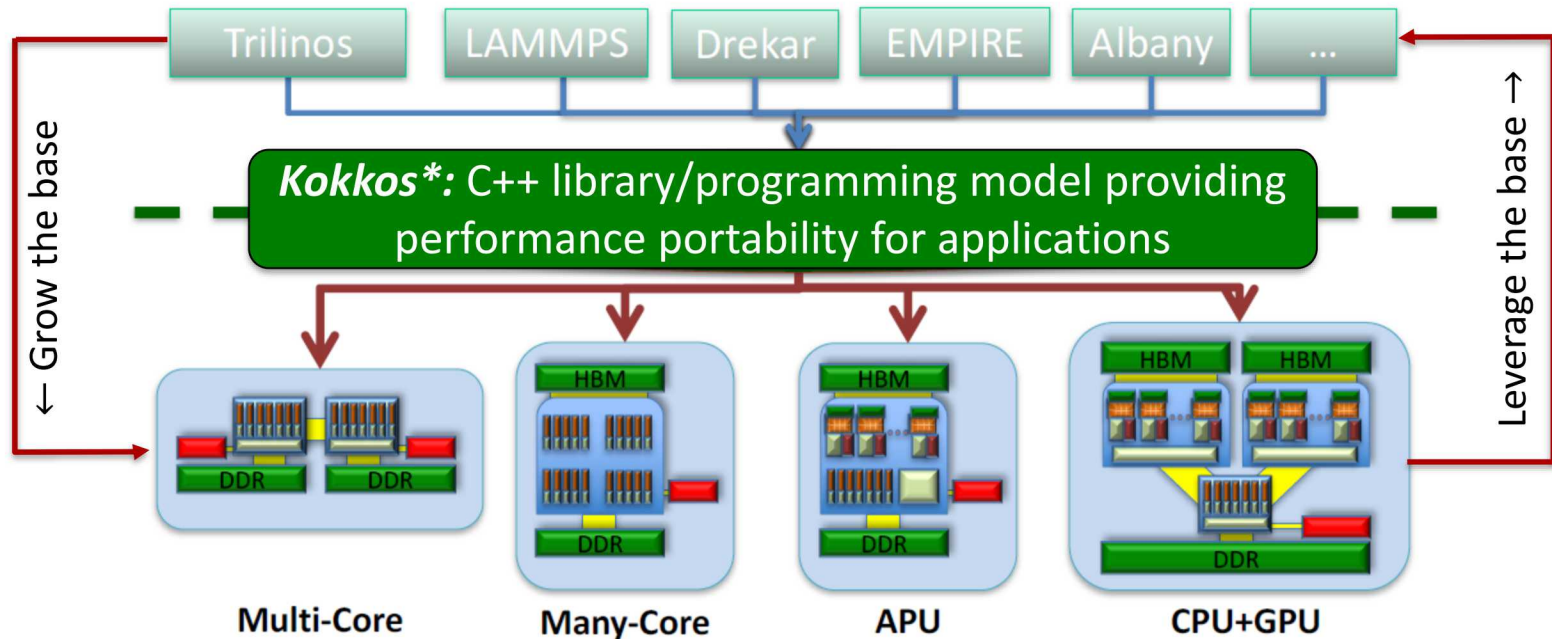 Trilinos
LAMMPS
Drekar
EMPIRE
Albany
...
← Grow the base
Kokkos*: C++ library/programming model providing
performance portability for applications
Leverage the base →
DDR
DDR
HBM
DDR
HBM
DDR
HBM
HBM
DDR
Multi-Core
Many-Core
APU
CPU+GPU